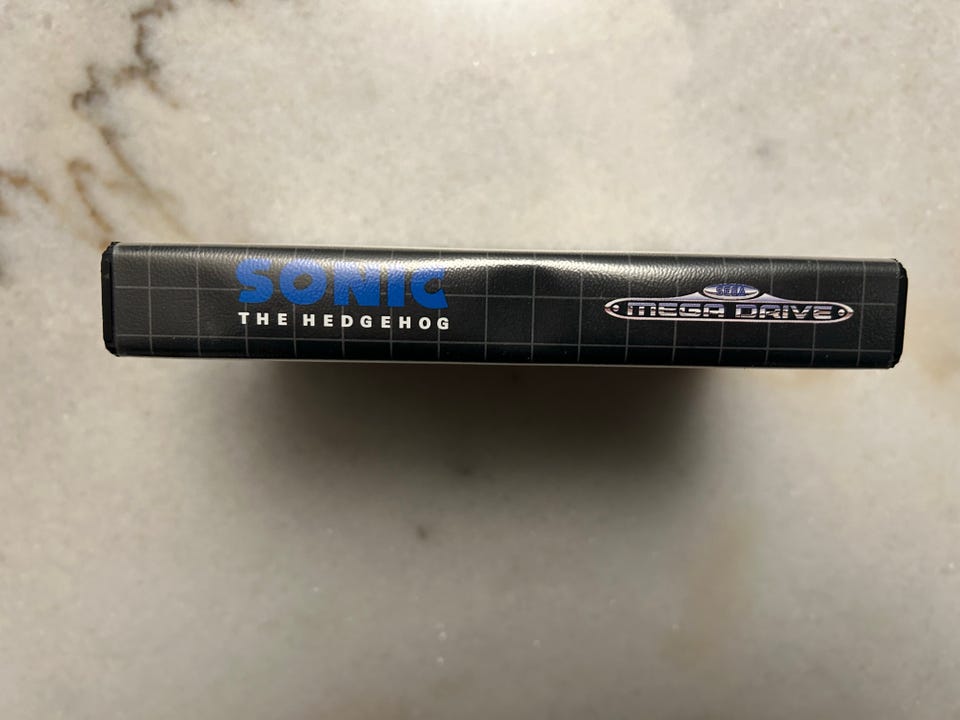 SONIC
THE HEDGEHOG
SEGA
MEGA DRIVE